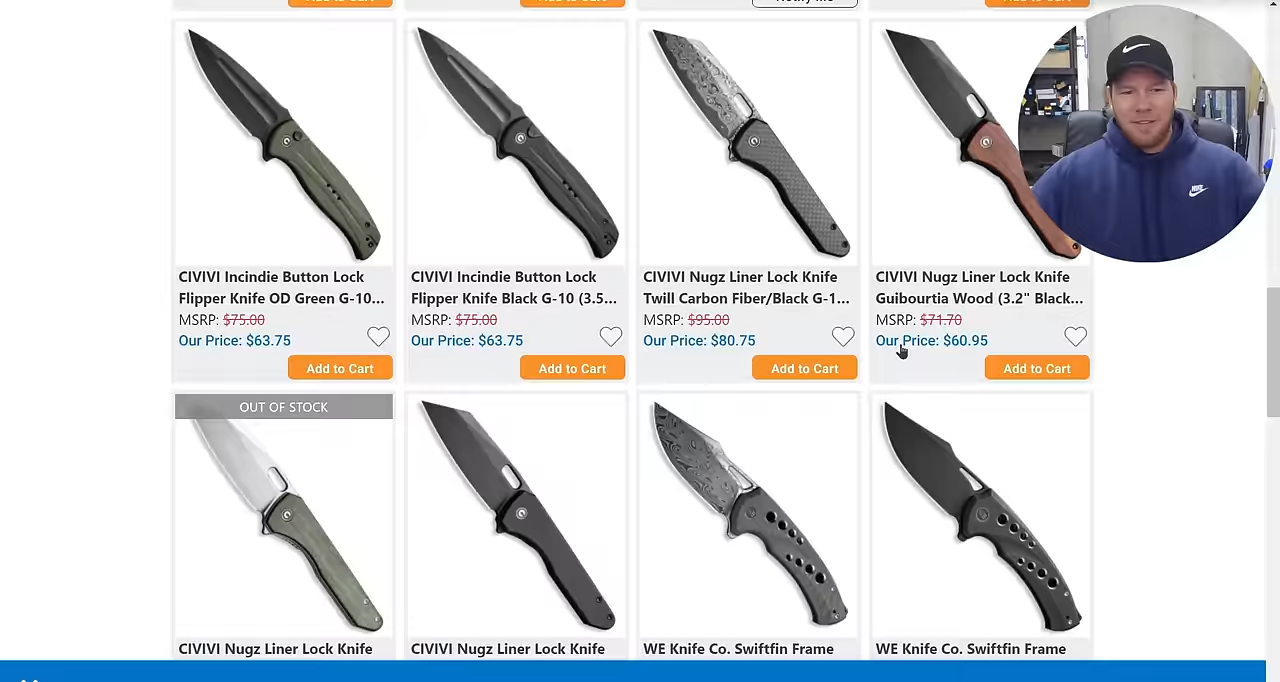 CIVIVI Incindie Button Lock
Flipper Knife OD Green G-10...
MSRP: $75.00
Our Price: $63.75
Add to Cart
CIVIVI Incindie Button Lock
Flipper Knife Black G-10 (3.5...
MSRP: $75.00
Our Price: $63.75
Add to Cart
CIVIVI Nugz Liner Lock Knife
Twill Carbon Fiber/Black G-1...
MSRP: $95.00
Our Price: $80.75
Add to Cart
CIVIVI Nugz Liner Lock Knife
Guibourtia Wood (3.2" Black...
MSRP: $71.70
Our Price: $60.95
Add to Cart
OUT OF STOCK
CIVIVI Nugz Liner Lock Knife
CIVIVI Nugz Liner Lock Knife
WE Knife Co. Swiftfin Frame
WE Knife Co. Swiftfin Frame